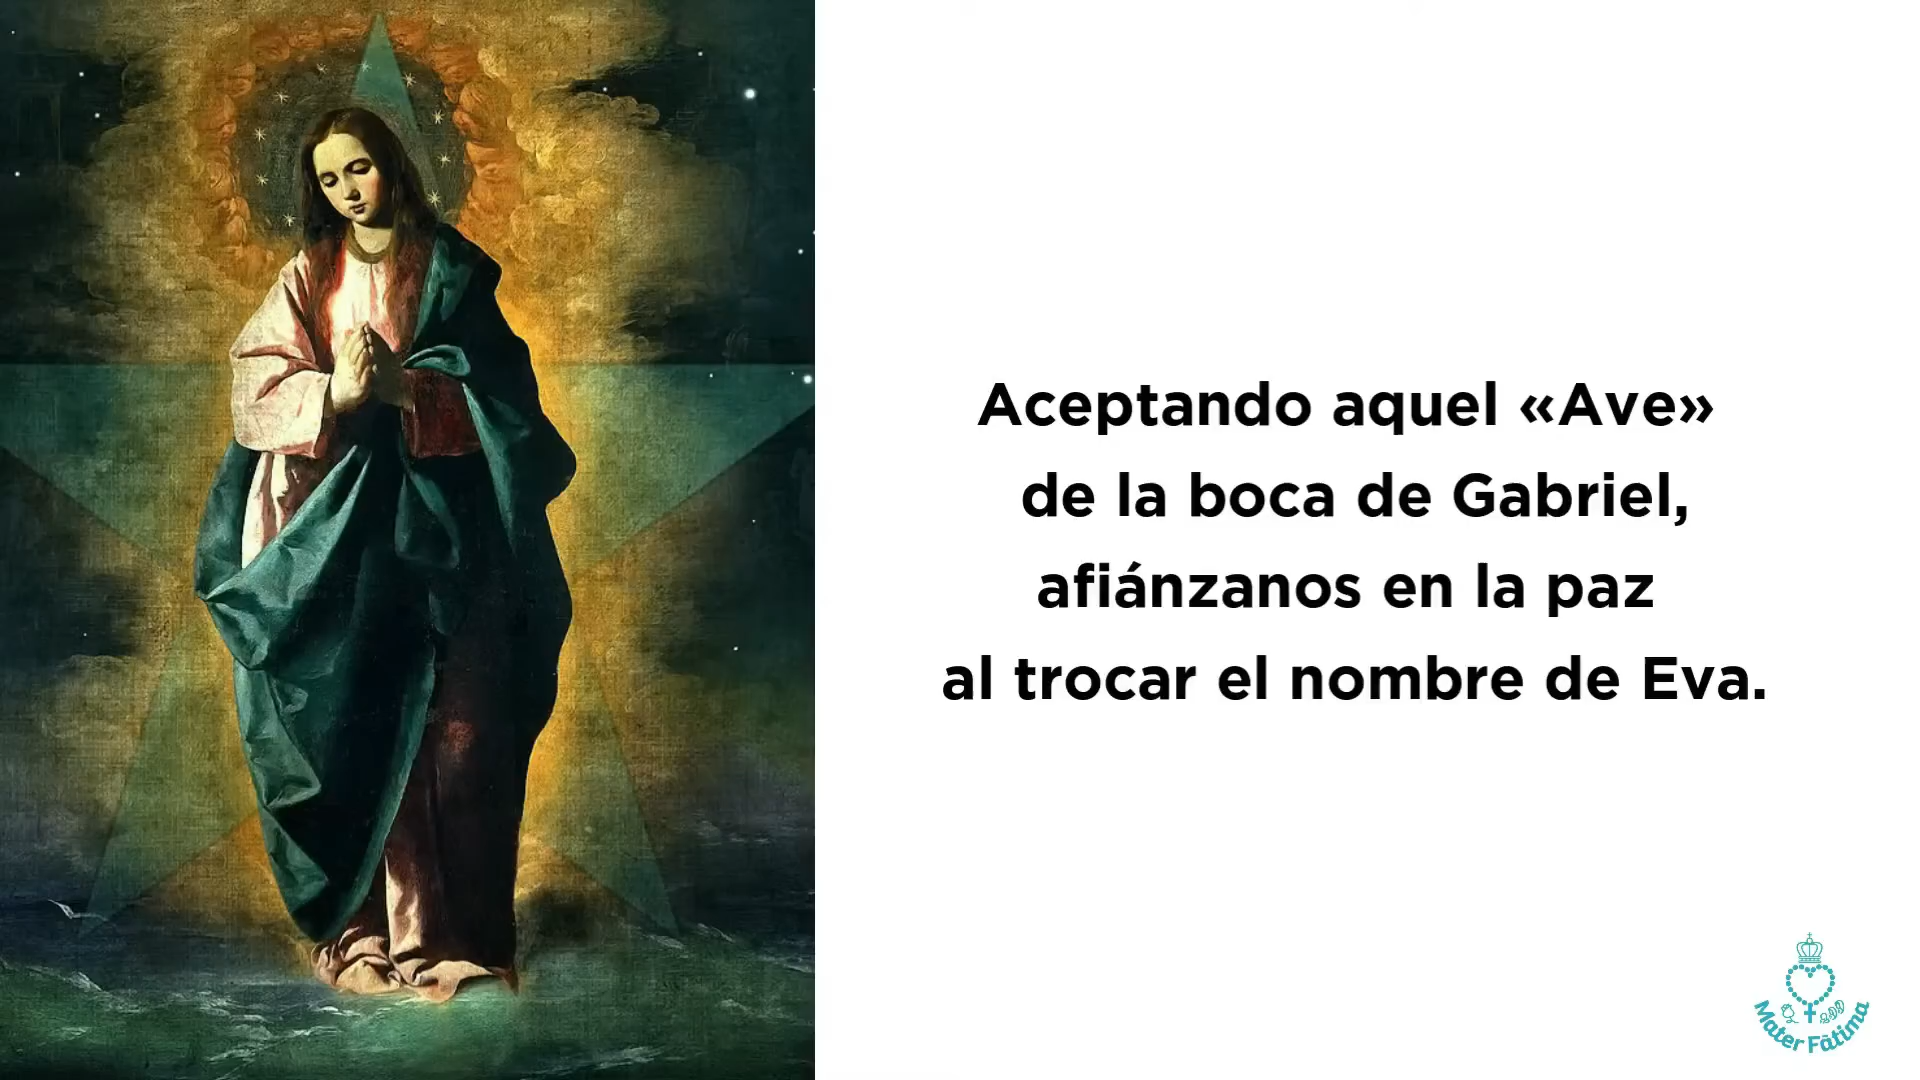 Aceptando aquel «Ave»
de la boca de Gabriel,
afiánzanos en la paz
al trocar el nombre de Eva.
Mater Fátima